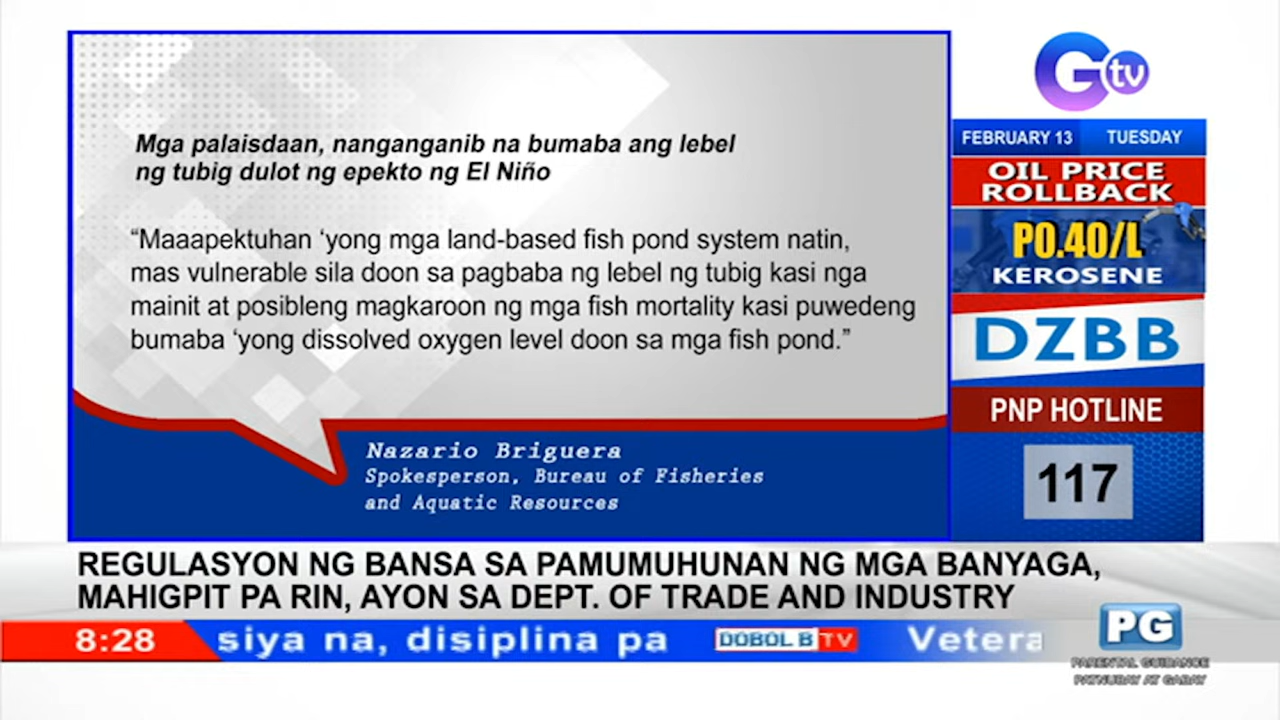 Mga palaisdaan, nanganganib na bumaba ang lebel
ng tubig dulot ng epekto ng El Niño
“Maaapektuhan ‘yong mga land-based fish pond system natin,
mas vulnerable sila doon sa pagbaba ng lebel ng tubig kasi nga
mainit at posibleng magkaroon ng mga fish mortality kasi puwedeng
bumaba ‘yong dissolved oxygen level doon sa mga fish pond.”
Nazario Briguera
Spokesperson, Bureau of Fisheries
and Aquatic Resources
Gtv
FEBRUARY 13 TUESDAY
OIL PRICE
ROLLBACK
P0.40/L
KEROSENE
DZBB
PNP HOTLINE
117
REGULASYON NG BANSA SA PAMUMUHUNAN NG MGA BANYAGA,
MAHIGPIT PA RIN, AYON SA DEPT. OF TRADE AND INDUSTRY
8:28 siya na, disiplina pa DOBOL B TV Vetera
PG
PARENTAL GUIDANCE
PATNUBAY AT GABAY